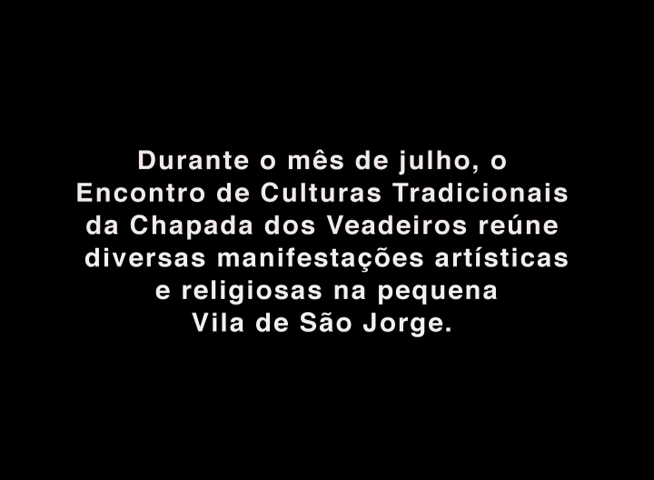 Durante o mês de julho, o
Encontro de Culturas Tradicionais
da Chapada dos Veadeiros reúne
diversas manifestações artísticas
e religiosas na pequena
Vila de São Jorge.